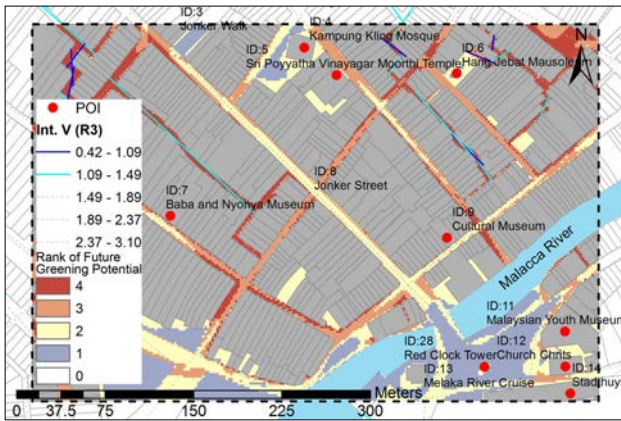 ID:3
Jonker Walk
ID:4
Kampung Kling Mosque
ID:5
Sri Poyyatha Vinayagar Moorthi Temple
ID:6
Hang Jebat Mausoleum
N
POI
Int. V (R3)
0.42 - 1.09
1.09 - 1.49
1.49 - 1.89
1.89 - 2.37
2.37 - 3.10
Rank of Future
Greening Potential
4
3
2
1
0
ID:7
Baba and Nyonya Museum
ID:8
Jonker Street
ID:9
Cultural Museum
Malacca River
ID:11
Malaysian Youth Museum
ID:28
Red Clock Tower
ID:12
Church Chrits
ID:13
Melaka River Cruise
ID:14
Stadthuy
Meters
0 37.5 75 150 225 300